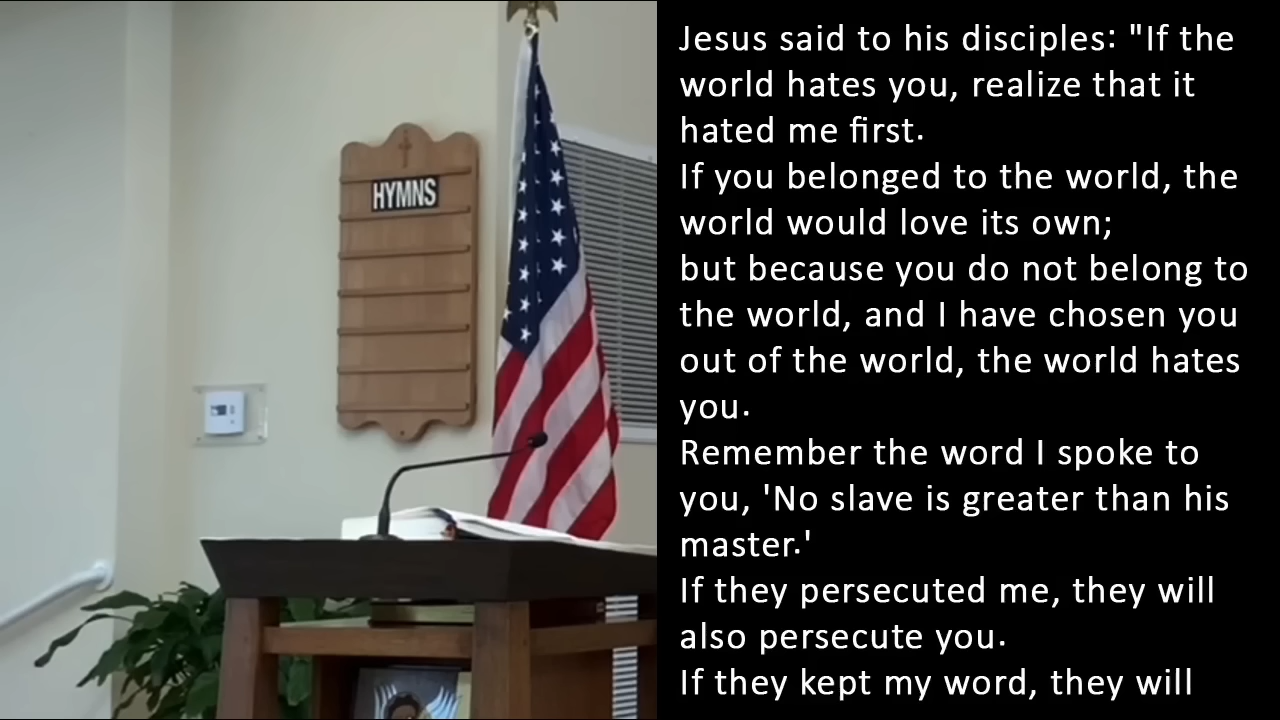 HYMNS
Jesus said to his disciples: "If the
world hates you, realize that it
hated me first.
If you belonged to the world, the
world would love its own;
but because you do not belong to
the world, and I have chosen you
out of the world, the world hates
you.
Remember the word I spoke to
you, 'No slave is greater than his
master.'
If they persecuted me, they will
also persecute you.
If they kept my word, they will